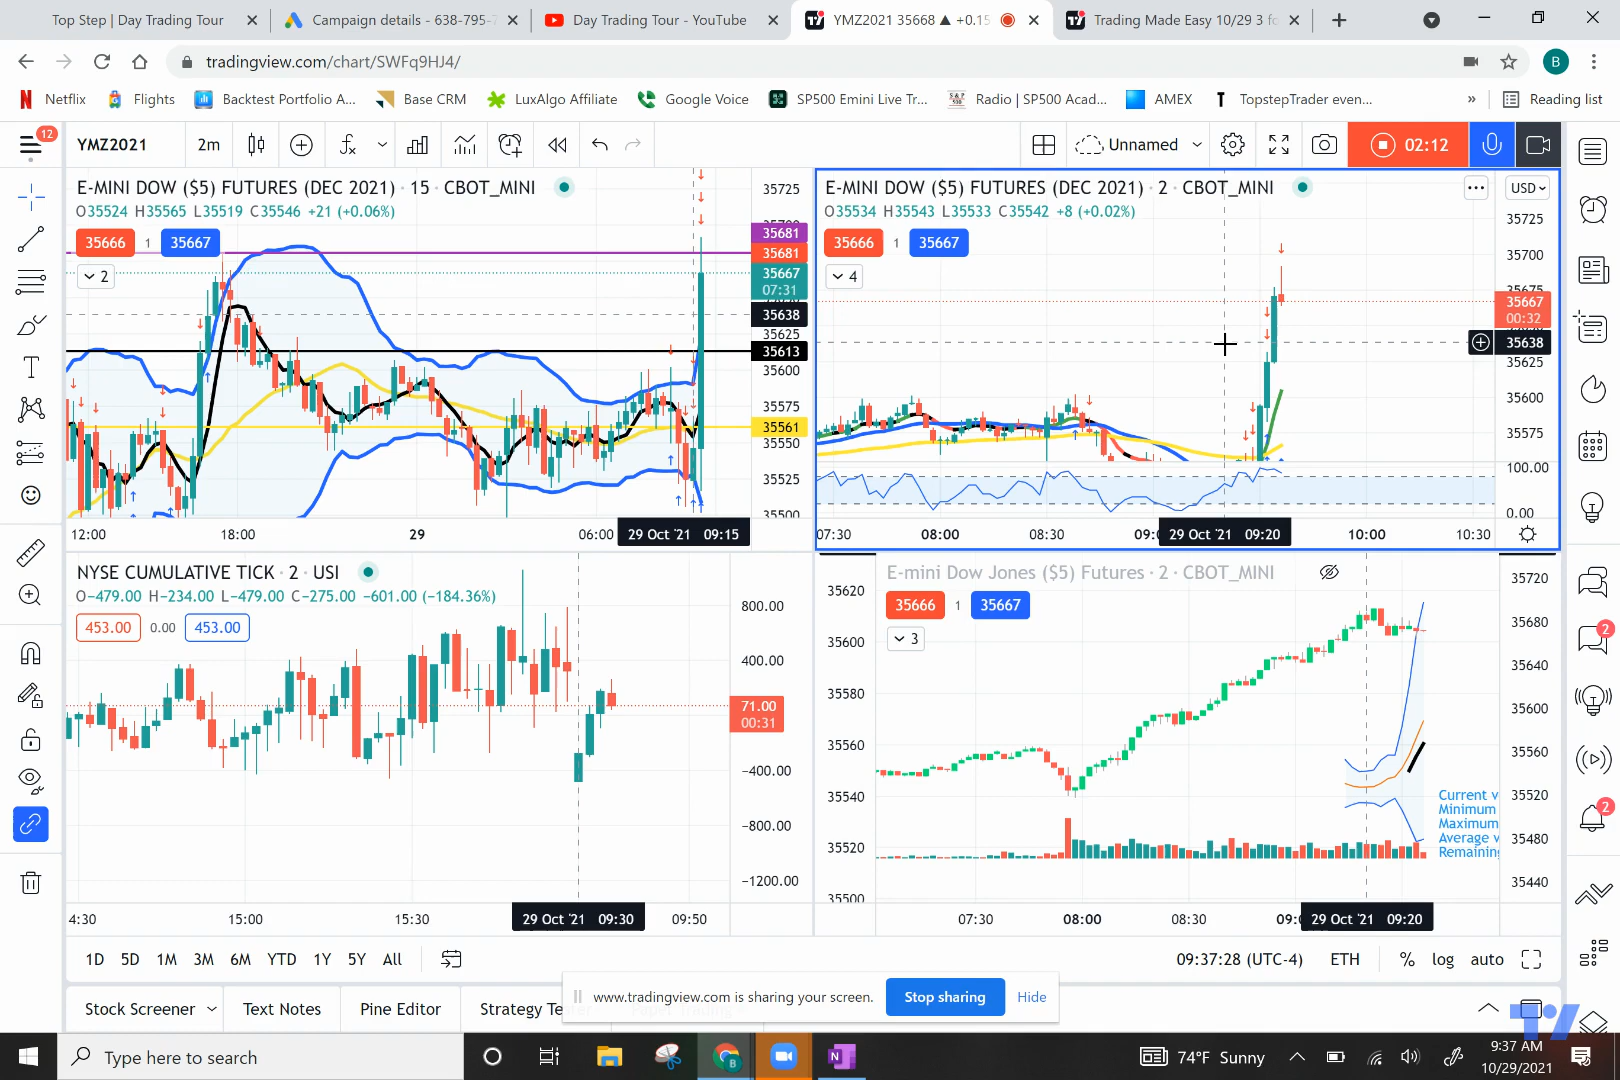 Top Step | Day Trading Tour
Campaign details - 638-795-7
Day Trading Tour - YouTube
YMZ2021 35668 ▲ +0.15
Trading Made Easy 10/29 3 fo
tradingview.com/chart/SWFq9HJ4/
B
Netflix
Flights
Backtest Portfolio A...
Base CRM
LuxAlgo Affiliate
Google Voice
SP500 Emini Live Tr...
Radio | SP500 Acad...
AMEX
TopstepTrader even...
»
Reading list
12
YMZ2021
2m
Unnamed
02:12
E-MINI DOW ($5) FUTURES (DEC 2021) · 15 · CBOT_MINI
O35524 H35565 L35519 C35546 +21 (+0.06%)
35666
1
35667
2
35725
35681
35681
35667
07:31
35638
35625
35613
35600
35575
35561
35550
35525
35500
12:00
18:00
29
06:00
29 Oct '21 09:15
E-MINI DOW ($5) FUTURES (DEC 2021) · 2 · CBOT_MINI
O35534 H35543 L35533 C35542 +8 (+0.02%)
35666
1
35667
4
USD
35725
35700
35667
00:32
35638
35625
35600
35575
100.00
0.00
07:30
08:00
08:30
29 Oct '21 09:20
10:00
10:30
NYSE CUMULATIVE TICK · 2 · USI
O−479.00 H−234.00 L−479.00 C−275.00 −601.00 (−184.36%)
453.00
0.00
453.00
800.00
400.00
71.00
00:31
−400.00
−800.00
−1200.00
4:30
15:00
15:30
29 Oct '21 09:30
09:50
E-mini Dow Jones ($5) Futures · 2 · CBOT_MINI
35666
1
35667
3
35620
35600
35580
35560
35540
35520
35500
35720
35680
35640
35600
35560
35520
35480
35440
Current v
Minimum
Maximum
Average v
Remaining
07:30
08:00
08:30
29 Oct '21 09:20
2
2
1D
5D
1M
3M
6M
YTD
1Y
5Y
All
09:37:28 (UTC-4)
ETH
%
log
auto
Stock Screener
Text Notes
Pine Editor
Strategy Te
www.tradingview.com is sharing your screen.
Stop sharing
Hide
Type here to search
74°F Sunny
9:37 AM
10/29/2021